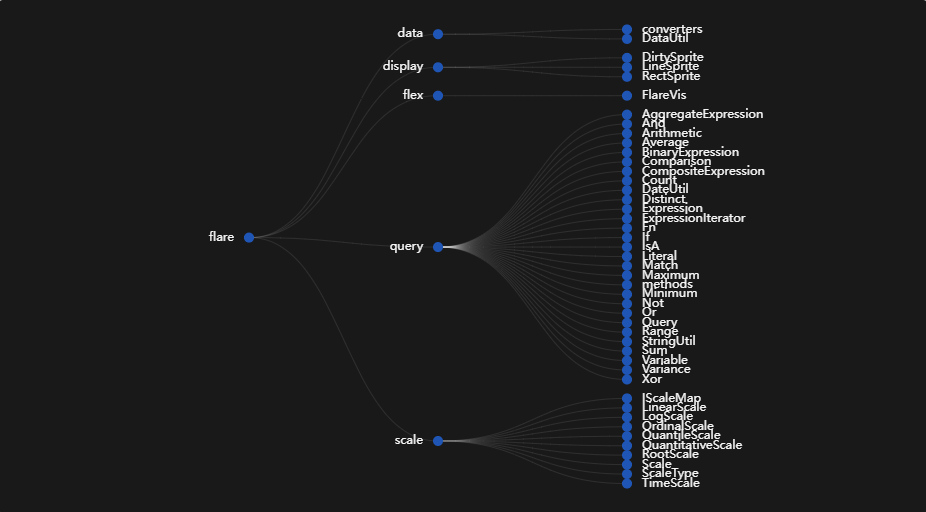 flare
data
display
flex
query
scale
converters
DataUtil
DirtySprite
LineSprite
RectSprite
FlareVis
AggregateExpression
And
Arithmetic
Average
BinaryExpression
Comparison
CompositeExpression
Count
DateUtil
Distinct
Expression
ExpressionIterator
Fn
If
IsA
Literal
Match
Maximum
methods
Minimum
Not
Or
Query
Range
StringUtil
Sum
Variable
Variance
Xor
IScaleMap
LinearScale
LogScale
OrdinalScale
QuantileScale
QuantitativeScale
RootScale
Scale
ScaleType
TimeScale